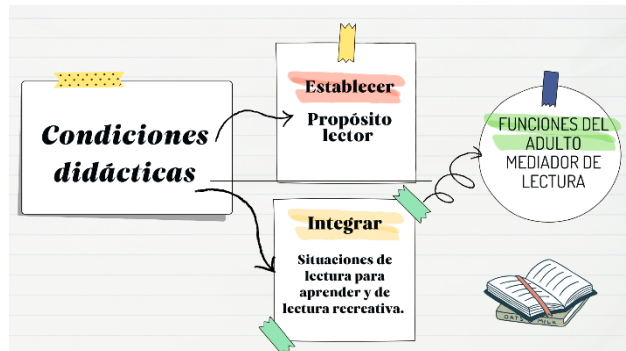 Condiciones
didácticas
Establecer
Propósito
lector
Integrar
Situaciones de
lectura para
aprender y de
lectura recreativa.
FUNCIONES DEL
ADULTO
MEDIADOR DE
LECTURA